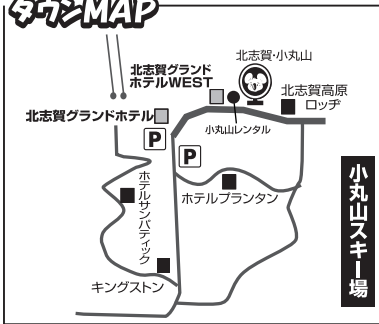 タウンMAP
北志賀グランド
ホテルWEST
北志賀・小丸山
北志賀高原
ロッヂ
北志賀グランドホテル
小丸山レンタル
P
P
ホテルサンパティック
ホテルプランタン
キングストン
小丸山スキー場